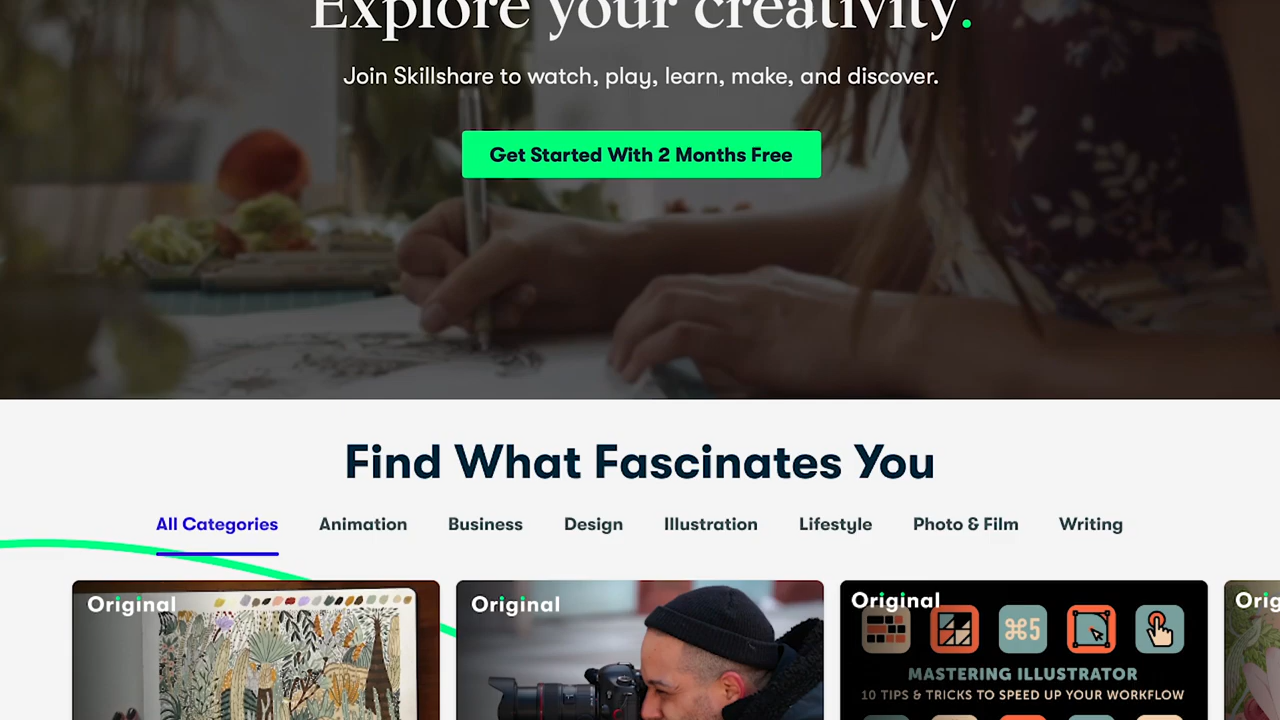 Explore your creativity.
Join Skillshare to watch, play, learn, make, and discover.
Get Started With 2 Months Free
Find What Fascinates You
All Categories Animation Business Design Illustration Lifestyle Photo & Film Writing
Original Original Original Orig
⌘5
MASTERING ILLUSTRATOR
10 TIPS & TRICKS TO SPEED UP YOUR WORKFLOW